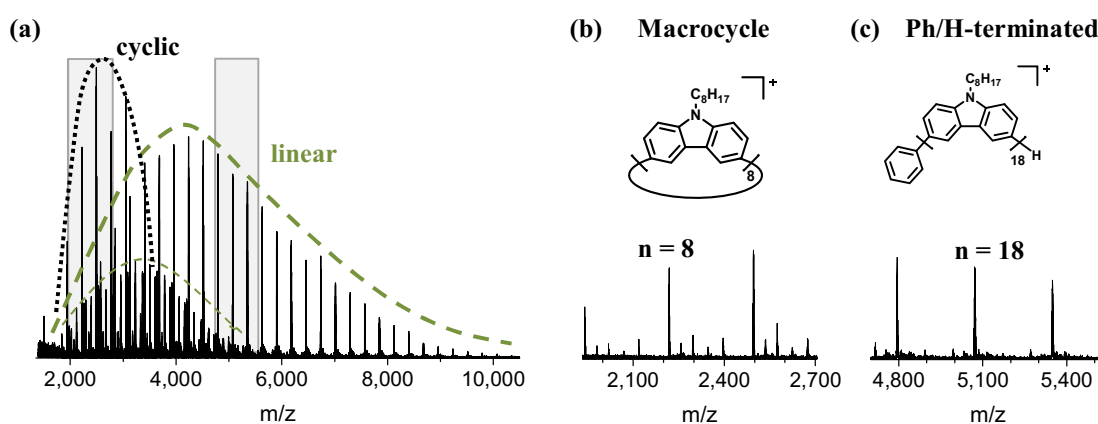 (a)
cyclic
linear
2,000 4,000 6,000 8,000 10,000
m/z
(b) Macrocycle
C8H17
N
+
8
n = 8
2,100 2,400 2,700
m/z
(c) Ph/H-terminated
C8H17
N
+
18 H
n = 18
4,800 5,100 5,400
m/z